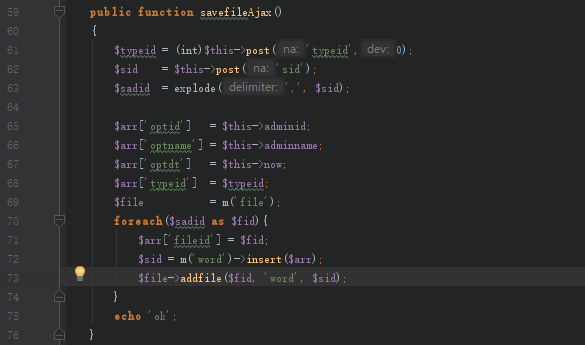 59 public function savefileAjax()
60 {
61 $typeid = (int)$this->post( na: 'typeid', dev: 0);
62 $sid = $this->post( na: 'sid');
63 $sadid = explode( delimiter: ',', $sid);
64
65 $arr['optid'] = $this->adminid;
66 $arr['optname'] = $this->adminname;
67 $arr['optdt'] = $this->now;
68 $arr['typeid'] = $typeid;
69 $file = m('file');
70 foreach($sadid as $fid){
71 $arr['fileid'] = $fid;
72 $sid = m('word')->insert($arr);
73 $file->addfile($fid, 'word', $sid);
74 }
75 echo 'ok';
76 }